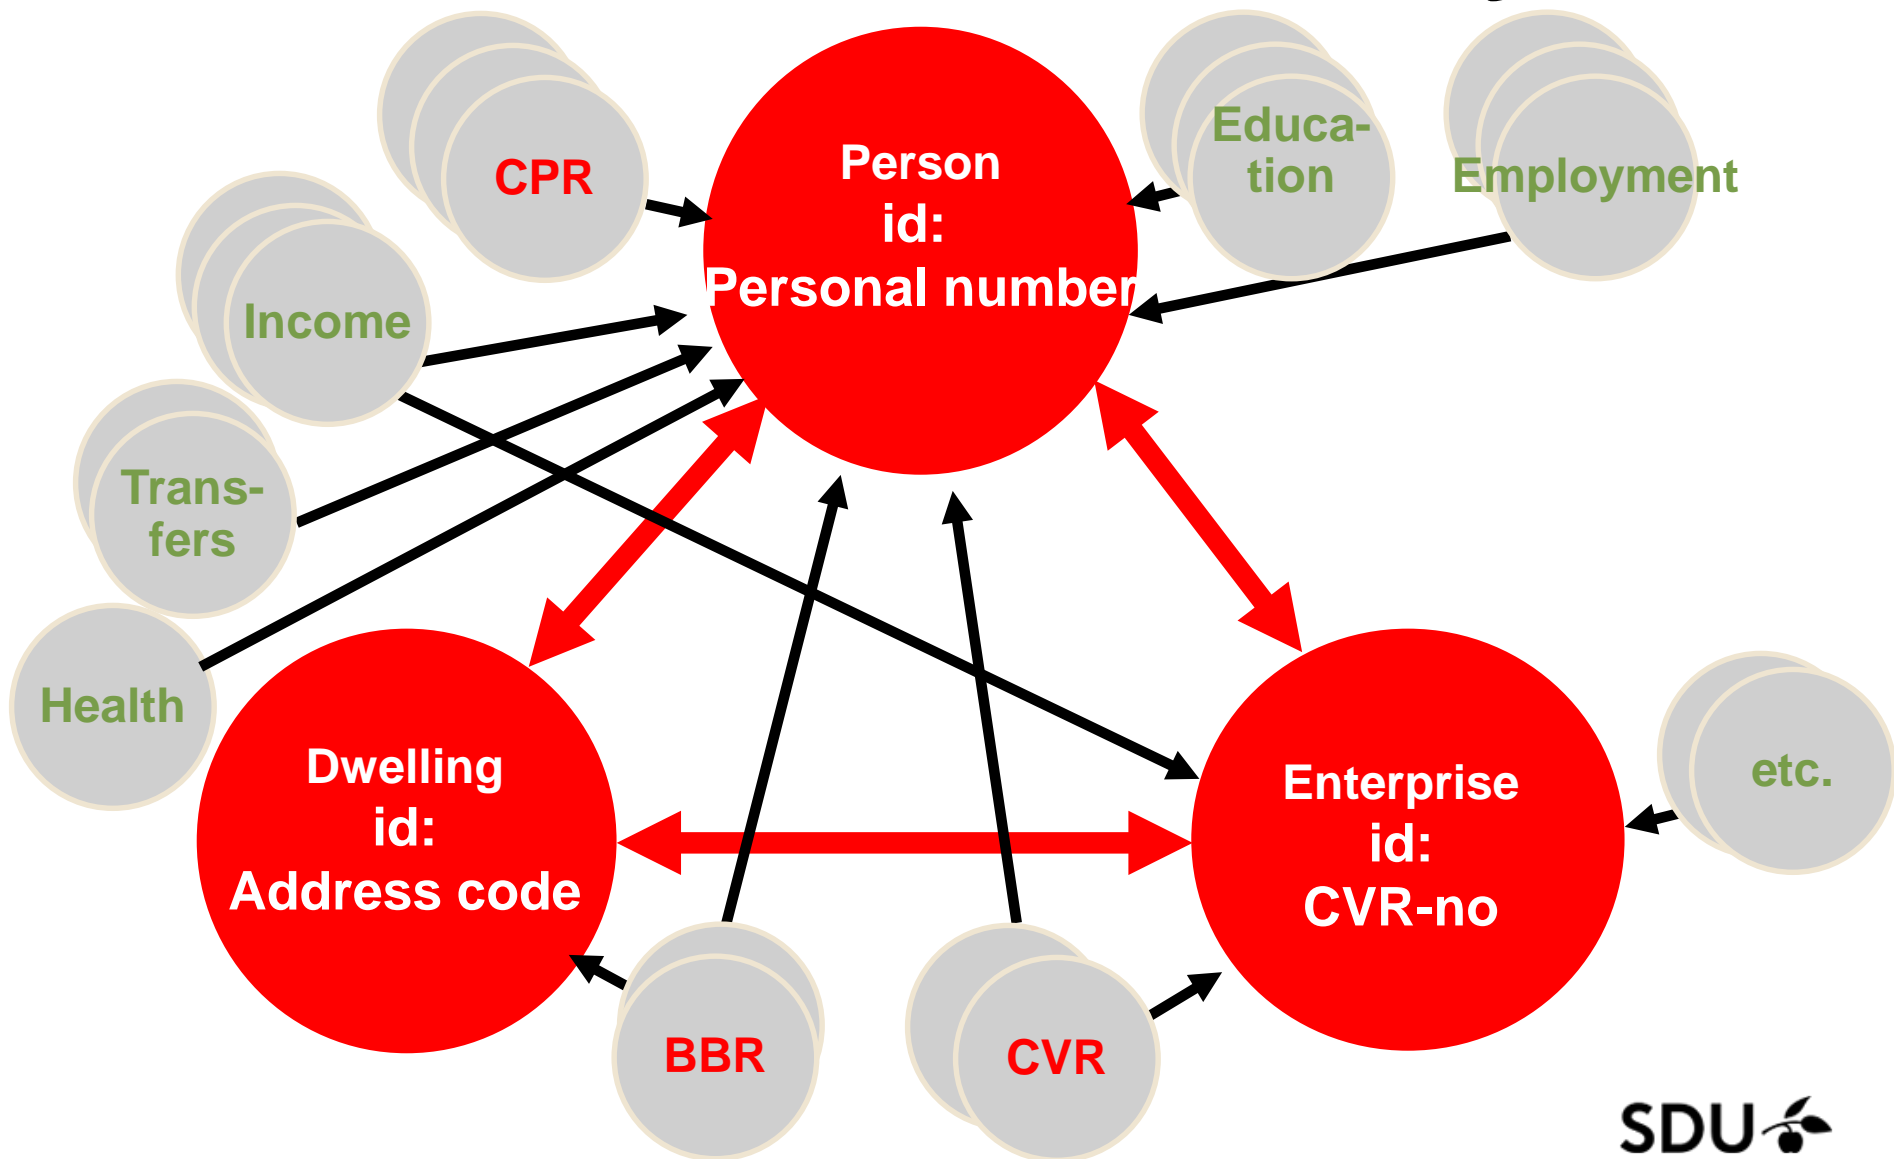 CPR
Person
id:
Personal number
Educa-
tion
Employment
Income
Trans-
fers
Health
Dwelling
id:
Address code
Enterprise
id:
CVR-no
etc.
BBR
CVR
SDU